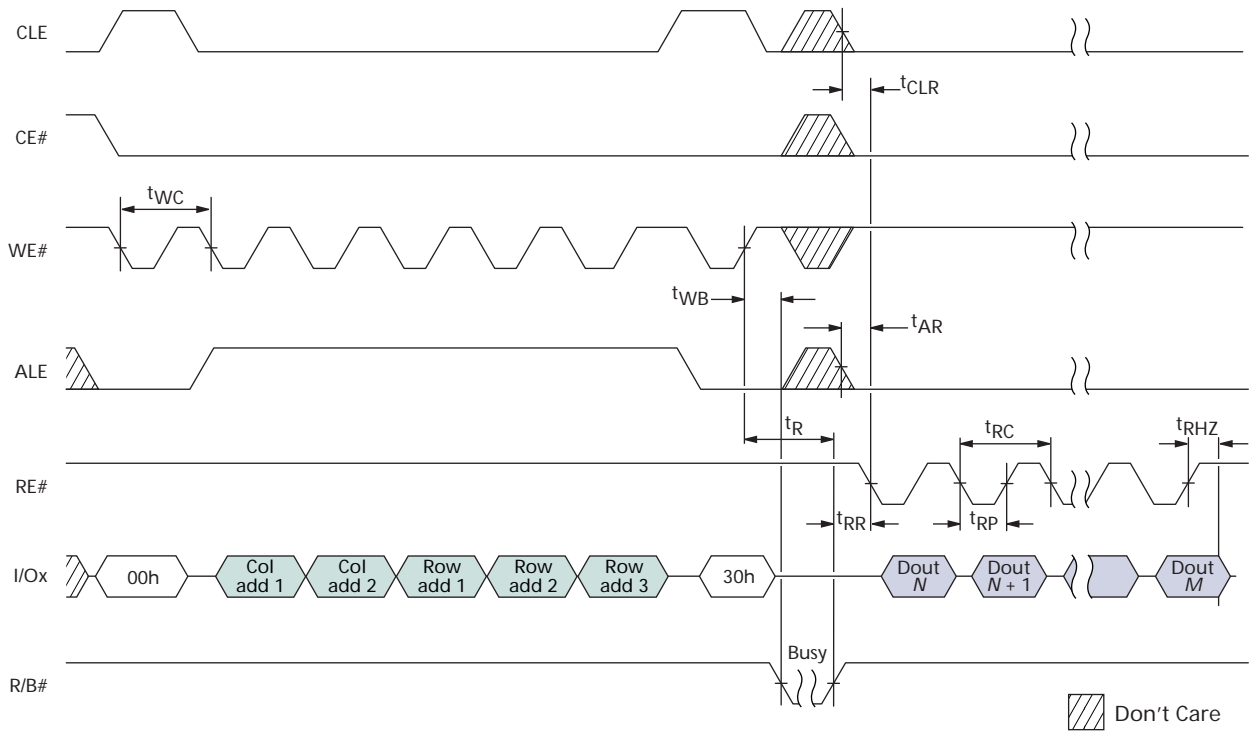 CLE
tCLR
CE#
tWC
WE#
tWB
tAR
ALE
tR
tRC
tRHZ
RE#
tRR
tRP
I/Ox
00h
Col
add 1
Col
add 2
Row
add 1
Row
add 2
Row
add 3
30h
Dout
N
Dout
N + 1
Dout
M
Busy
R/B#
Don't Care